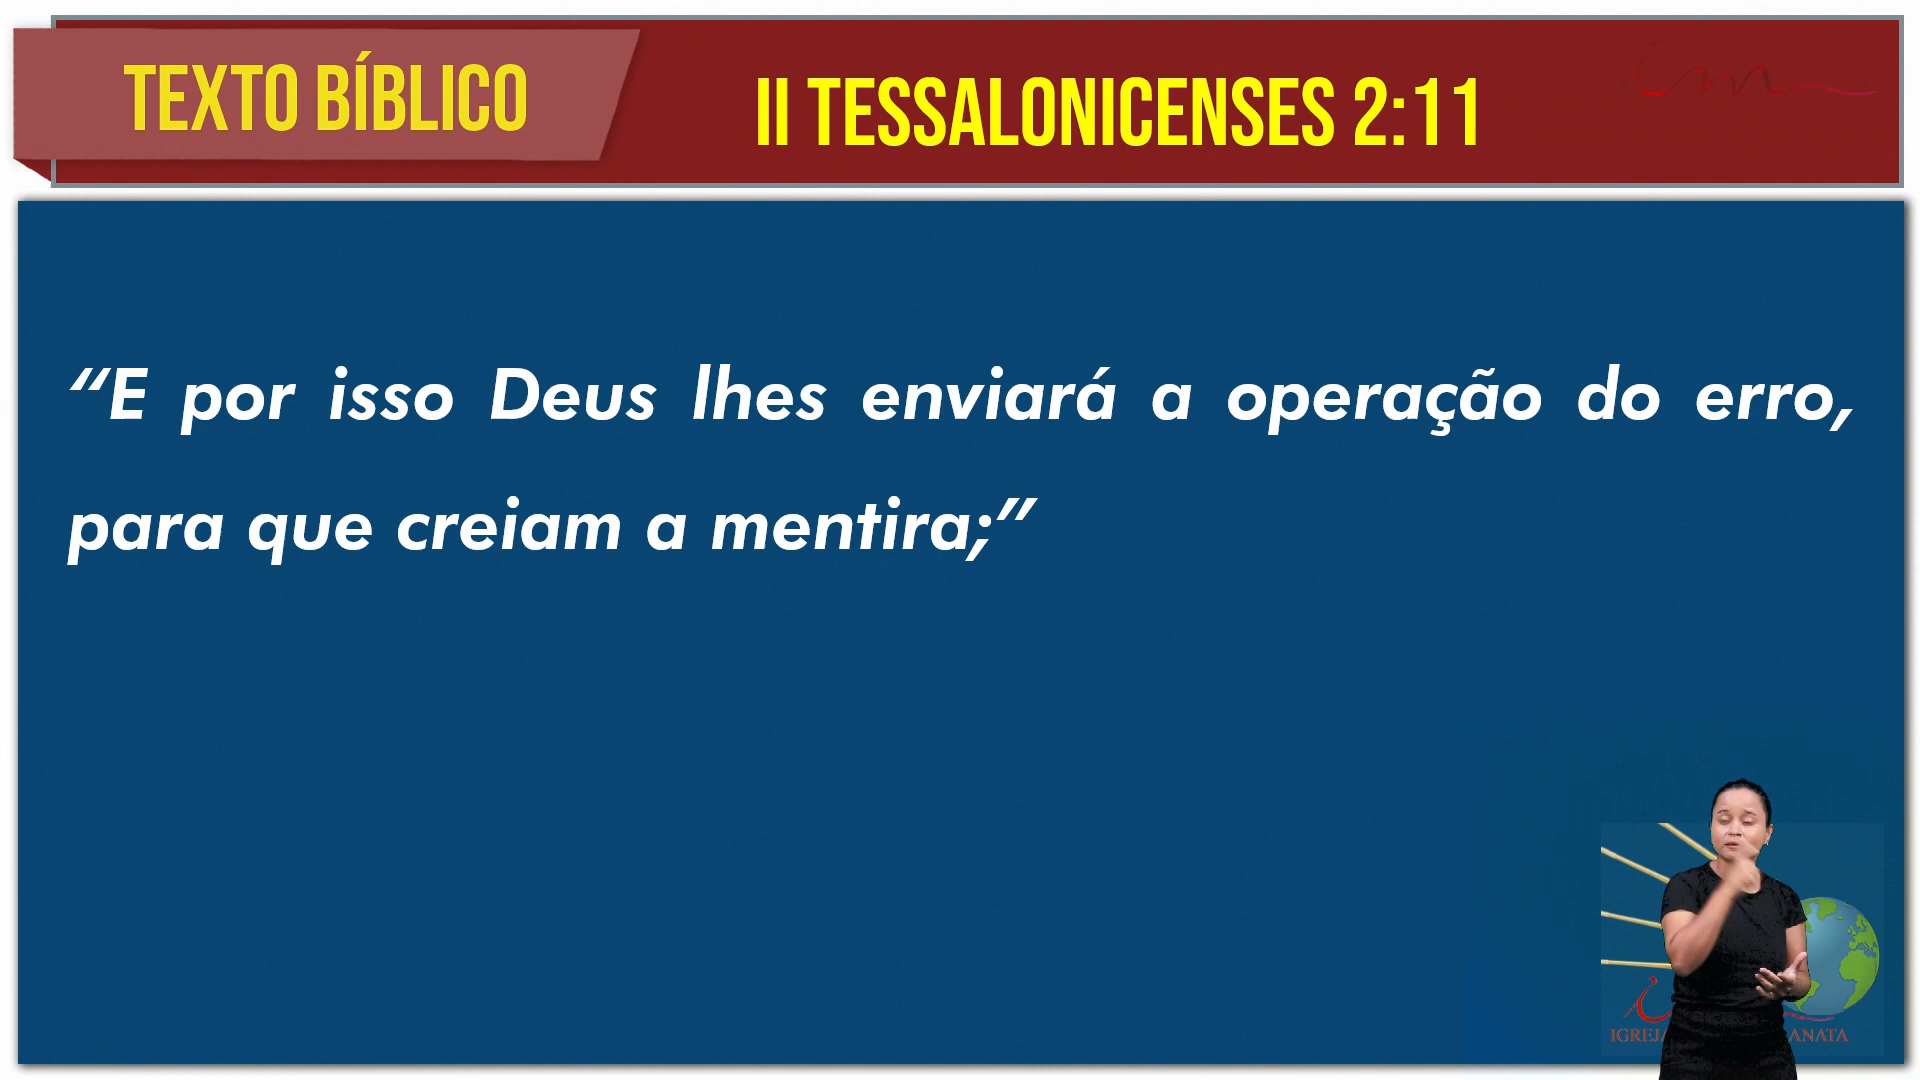 TEXTO BÍBLICO
II TESSALONICENSES 2:11
“E por isso Deus lhes enviará a operação do erro,
para que creiam a mentira;”